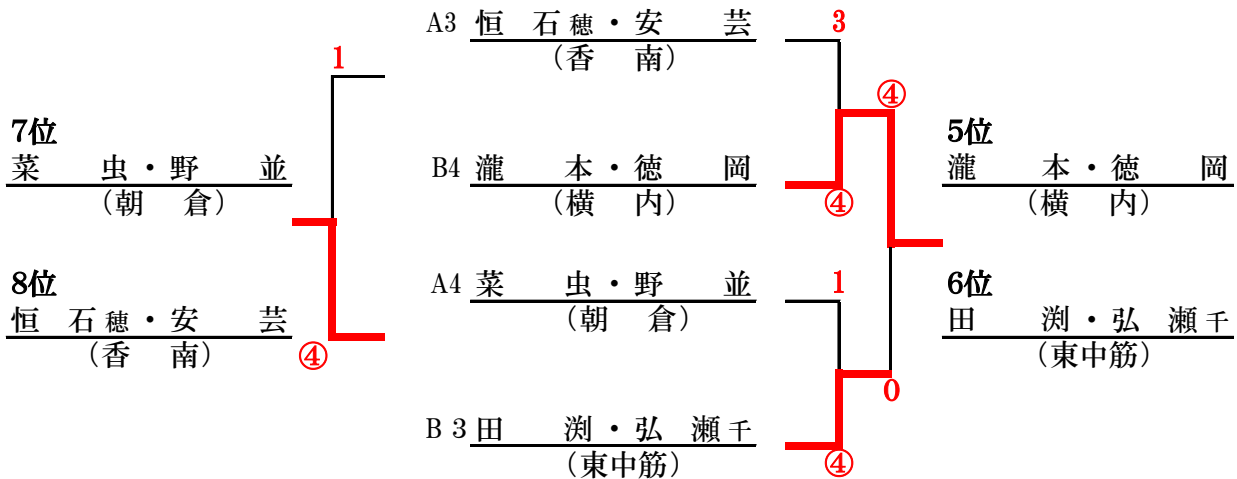 1
7位
菜 虫・野 並
(朝 倉)
8位
恒 石穂・安 芸
(香 南)
④
A3 恒 石穂・安 芸
(香 南)
3
B4 瀧 本・徳 岡
(横 内)
④
④
A4 菜 虫・野 並
(朝 倉)
1
B 3 田 渕・弘 瀬千
(東中筋)
④
0
5位
瀧 本・徳 岡
(横 内)
6位
田 渕・弘 瀬千
(東中筋)